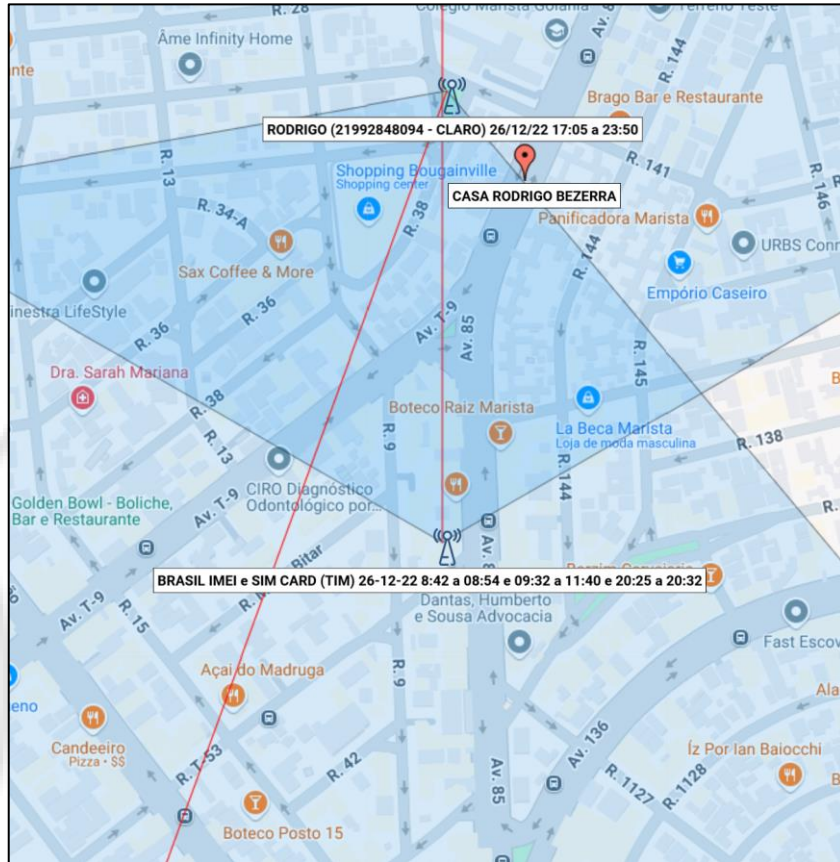 R. 28
Colégio Marista Goiânia
Terreno Teste
Âme Infinity Home
Av. 85
R. 144
Brago Bar e Restaurante
RODRIGO (21992848094 - CLARO) 26/12/22 17:05 a 23:50
R. 13
Shopping Bougainville
Shopping center
R. 141
R. 146
CASA RODRIGO BEZERRA
R. 34-A
R. 38
Panificadora Marista
R. 144
URBS Conn
Sax Coffee & More
Empório Caseiro
inestra LifeStyle
R. 36
R. 36
Av. T-9
Av. 85
R. 145
Dra. Sarah Mariana
R. 38
Boteco Raiz Marista
La Beca Marista
Loja de moda masculina
R. 13
R. 9
R. 138
CIRO Diagnóstico
Odontológico por...
R. 144
Golden Bowl - Boliche,
Bar e Restaurante
Av. T-9
Bitar
BRASIL IMEI e SIM CARD (TIM) 26-12-22 8:42 a 08:54 e 09:32 a 11:40 e 20:25 a 20:32
Av. T-9
R. 15
Dantas, Humberto
e Sousa Advocacia
Fast Escov
R. 9
Açai do Madruga
Candeeiro
Pizza • $$
R. T-53
R. 42
Av. 85
Av. 136
Íz Por Ian Baiocchi
R. 1127
R. 1128
Boteco Posto 15